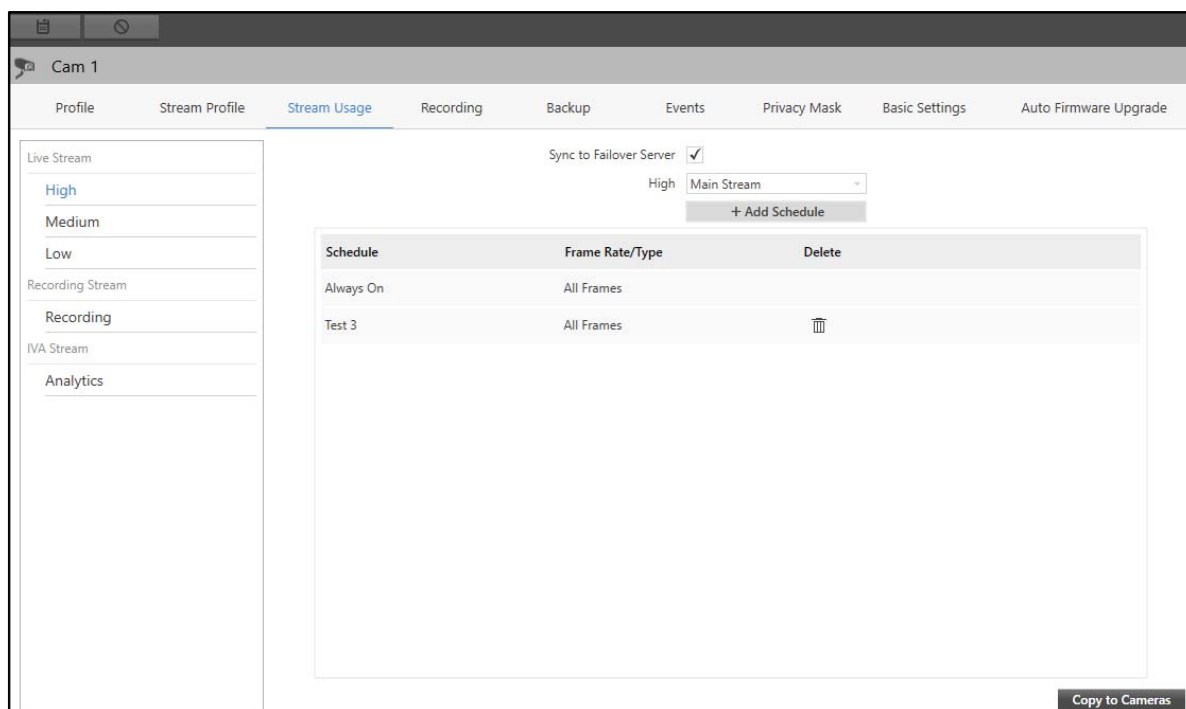 Cam 1
Profile Stream Profile Stream Usage Recording Backup Events Privacy Mask Basic Settings Auto Firmware Upgrade
Live Stream
High
Medium
Low
Recording Stream
Recording
IVA Stream
Analytics
Sync to Failover Server
High Main Stream
+ Add Schedule
Schedule Frame Rate/Type Delete
Always On All Frames
Test 3 All Frames
Copy to Cameras